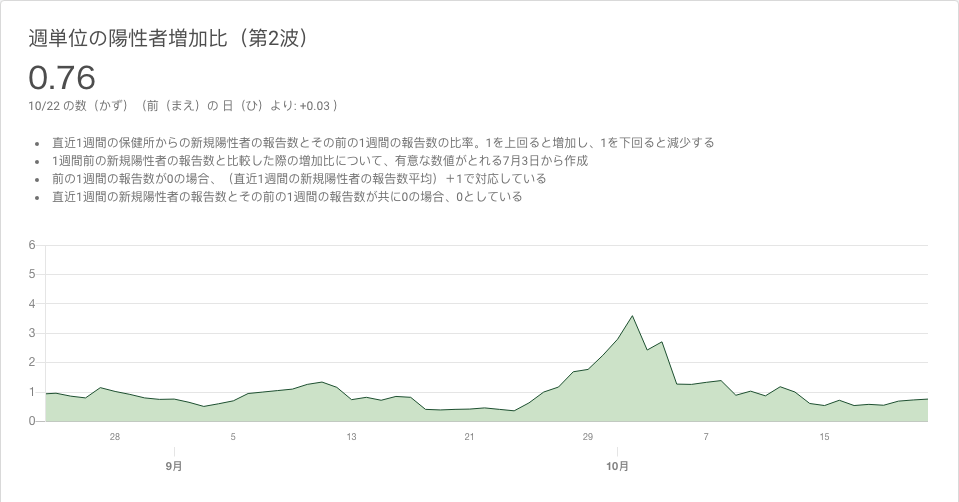 週単位の陽性者増加比（第2波）
0.76
10/22 の数（かず）（前（まえ）の 日（ひ）より: +0.03 ）
• 直近1週間の保健所からの新規陽性者の報告数とその前の1週間の報告数の比率。1を上回ると増加し、1を下回ると減少する
• 1週間前の新規陽性者の報告数と比較した際の増加比について、有意な数値がとれる7月3日から作成
• 前の1週間の報告数が0の場合、（直近1週間の新規陽性者の報告数平均）＋1で対応している
• 直近1週間の新規陽性者の報告数とその前の1週間の報告数が共に0の場合、0としている
6
5
4
3
2
1
0
28 5 13 21 29 7 15
9月 10月